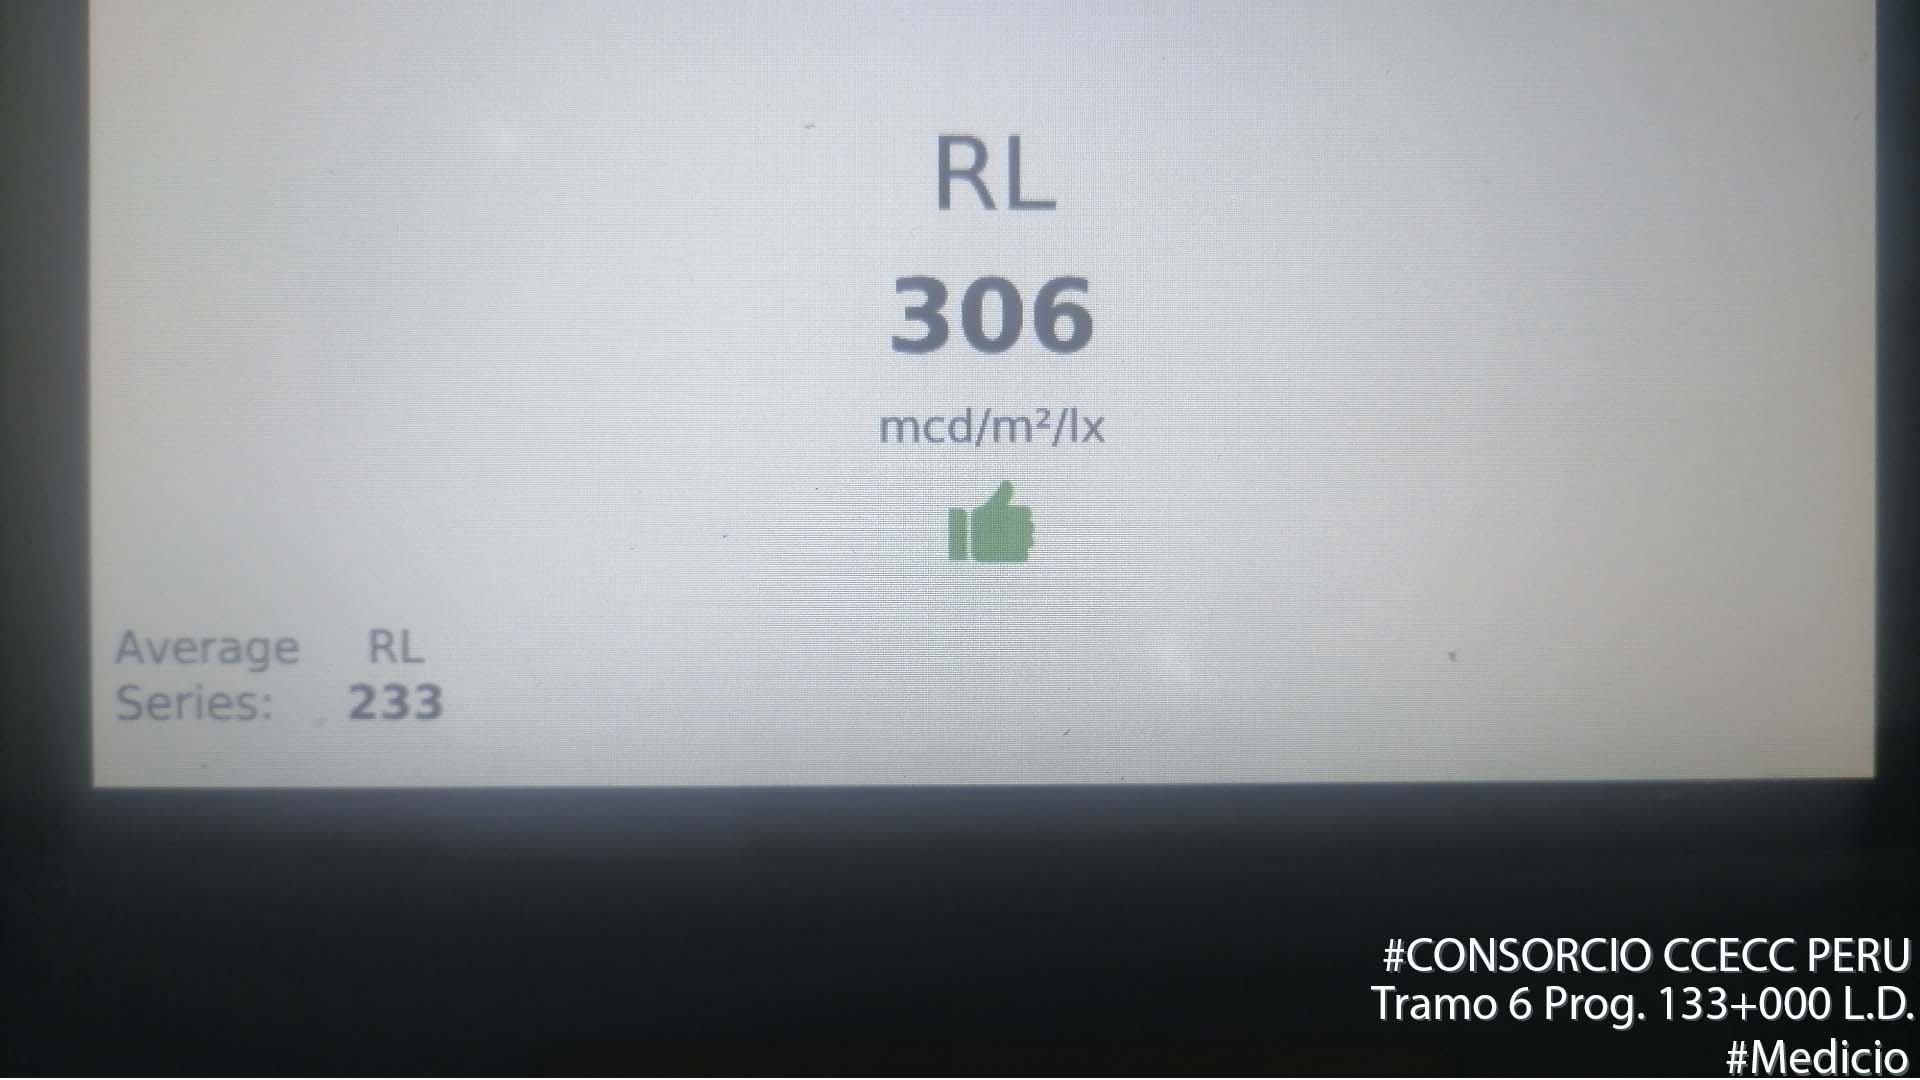 RL
306
mcd/m²/lx
Average RL
Series: 233
#CONSORCIO CCECC PERU
Tramo 6 Prog. 133+000 L.D.
#Medicio